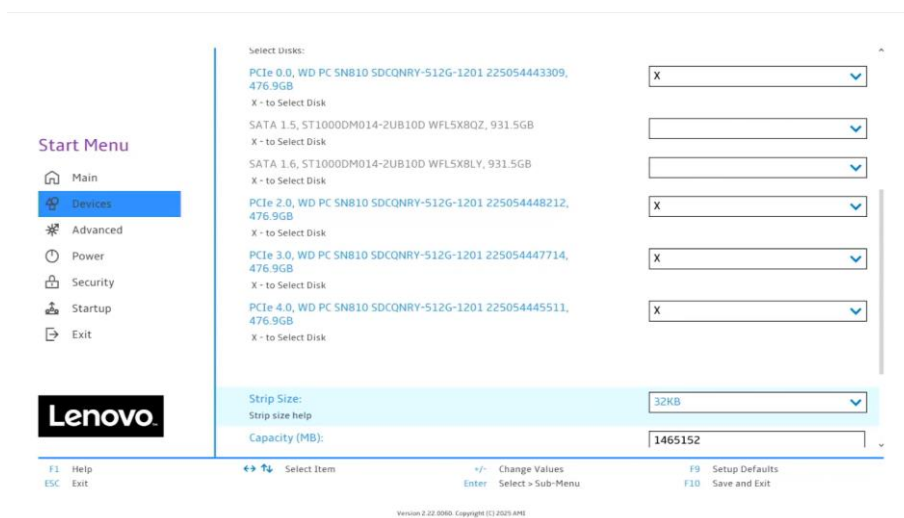 Select Disks:
PCIe 0.0, WD PC SN810 SDCQNRY-512G-1201 225054443309,
476.9GB
X
X - to Select Disk
SATA 1.5, ST1000DM014-2UB10D WFL5X8QZ, 931.5GB
X - to Select Disk
SATA 1.6, ST1000DM014-2UB10D WFL5X8LY, 931.5GB
X - to Select Disk
PCIe 2.0, WD PC SN810 SDCQNRY-512G-1201 225054448212,
476.9GB
X
X - to Select Disk
PCIe 3.0, WD PC SN810 SDCQNRY-512G-1201 225054447714,
476.9GB
X
X - to Select Disk
PCIe 4.0, WD PC SN810 SDCQNRY-512G-1201 225054445511,
476.9GB
X
X - to Select Disk
Strip Size:
32KB
Strip size help
Capacity (MB):
1465152
Start Menu
Main
Devices
Advanced
Power
Security
Startup
Exit
Lenovo
F1 Help
ESC Exit
↔ ↑↓ Select Item
+/- Change Values
Enter Select > Sub-Menu
F9 Setup Defaults
F10 Save and Exit
Version 2.22.0060. Copyright (C) 2025 AMI